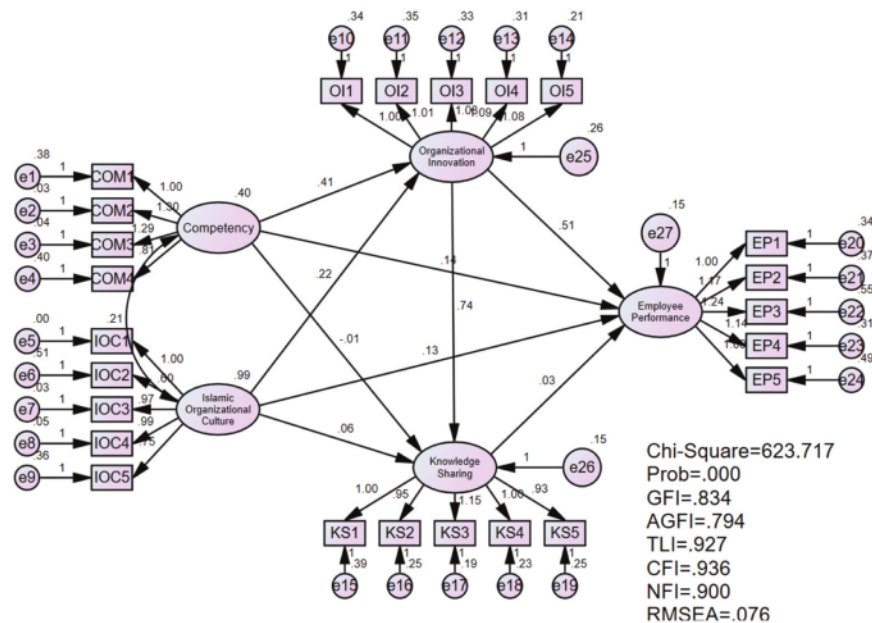 .34 .35 .33 .31 .21
e10 e11 e12 e13 e14
1 1 1 1 1
OI1 OI2 OI3 OI4 OI5
1.00 1.01 1.08 1.09 1.08
Organizational
Innovation
1
e25
.26
.38
e1 1 COM1
.03
e2 1 COM2
.04
e3 1 COM3
.40
e4 1 COM4
1.00
1.30
1.29
.81
.40
Competency
.41
.22
.14
-.01
.51
.74
.13
.06
.03
.21
.00
e5 1 IOC1
.51
e6 1 IOC2
.03
e7 1 IOC3
.05
e8 1 IOC4
.36
e9 1 IOC5
1.00
.60
.97
.99
.75
.99
Islamic
Organizational
Culture
.15
e27
1
Employee
Performance
1.00
1.17
1.24
1.14
EP1 1 e20
.34
EP2 1 e21
.37
EP3 1 e22
.55
EP4 1 e23
.31
EP5 1 e24
.49
Knowledge
Sharing
1
e26
.15
1.00 .95 1.15 1.00 .93
KS1 KS2 KS3 KS4 KS5
1 1 1 1 1
.39 .25 .19 .23 .25
e15 e16 e17 e18 e19
Chi-Square=623.717
Prob=.000
GFI=.834
AGFI=.794
TLI=.927
CFI=.936
NFI=.900
RMSEA=.076